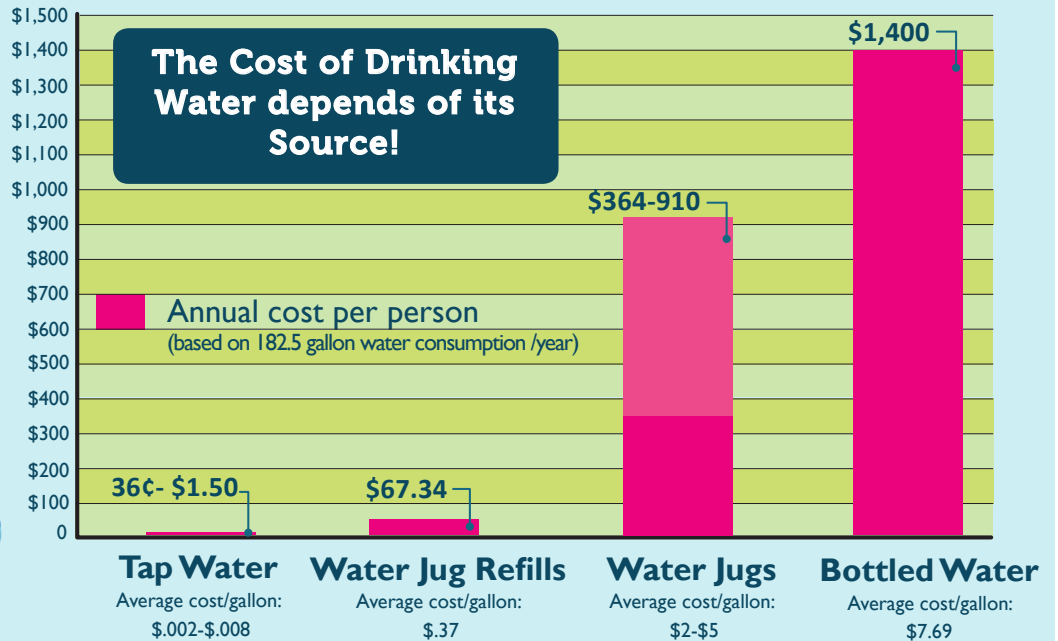 $1,500
$1,400
$1,300
$1,200
$1,100
$1,000
$900
$800
$700
$600
$500
$400
$300
$200
$100
0
The Cost of Drinking
Water depends of its
Source!
Annual cost per person
(based on 182.5 gallon water consumption /year)
36¢- $1.50
$67.34
$364-910
$1,400
Tap Water
Average cost/gallon:
$.002-$.008
Water Jug Refills
Average cost/gallon:
$.37
Water Jugs
Average cost/gallon:
$2-$5
Bottled Water
Average cost/gallon:
$7.69